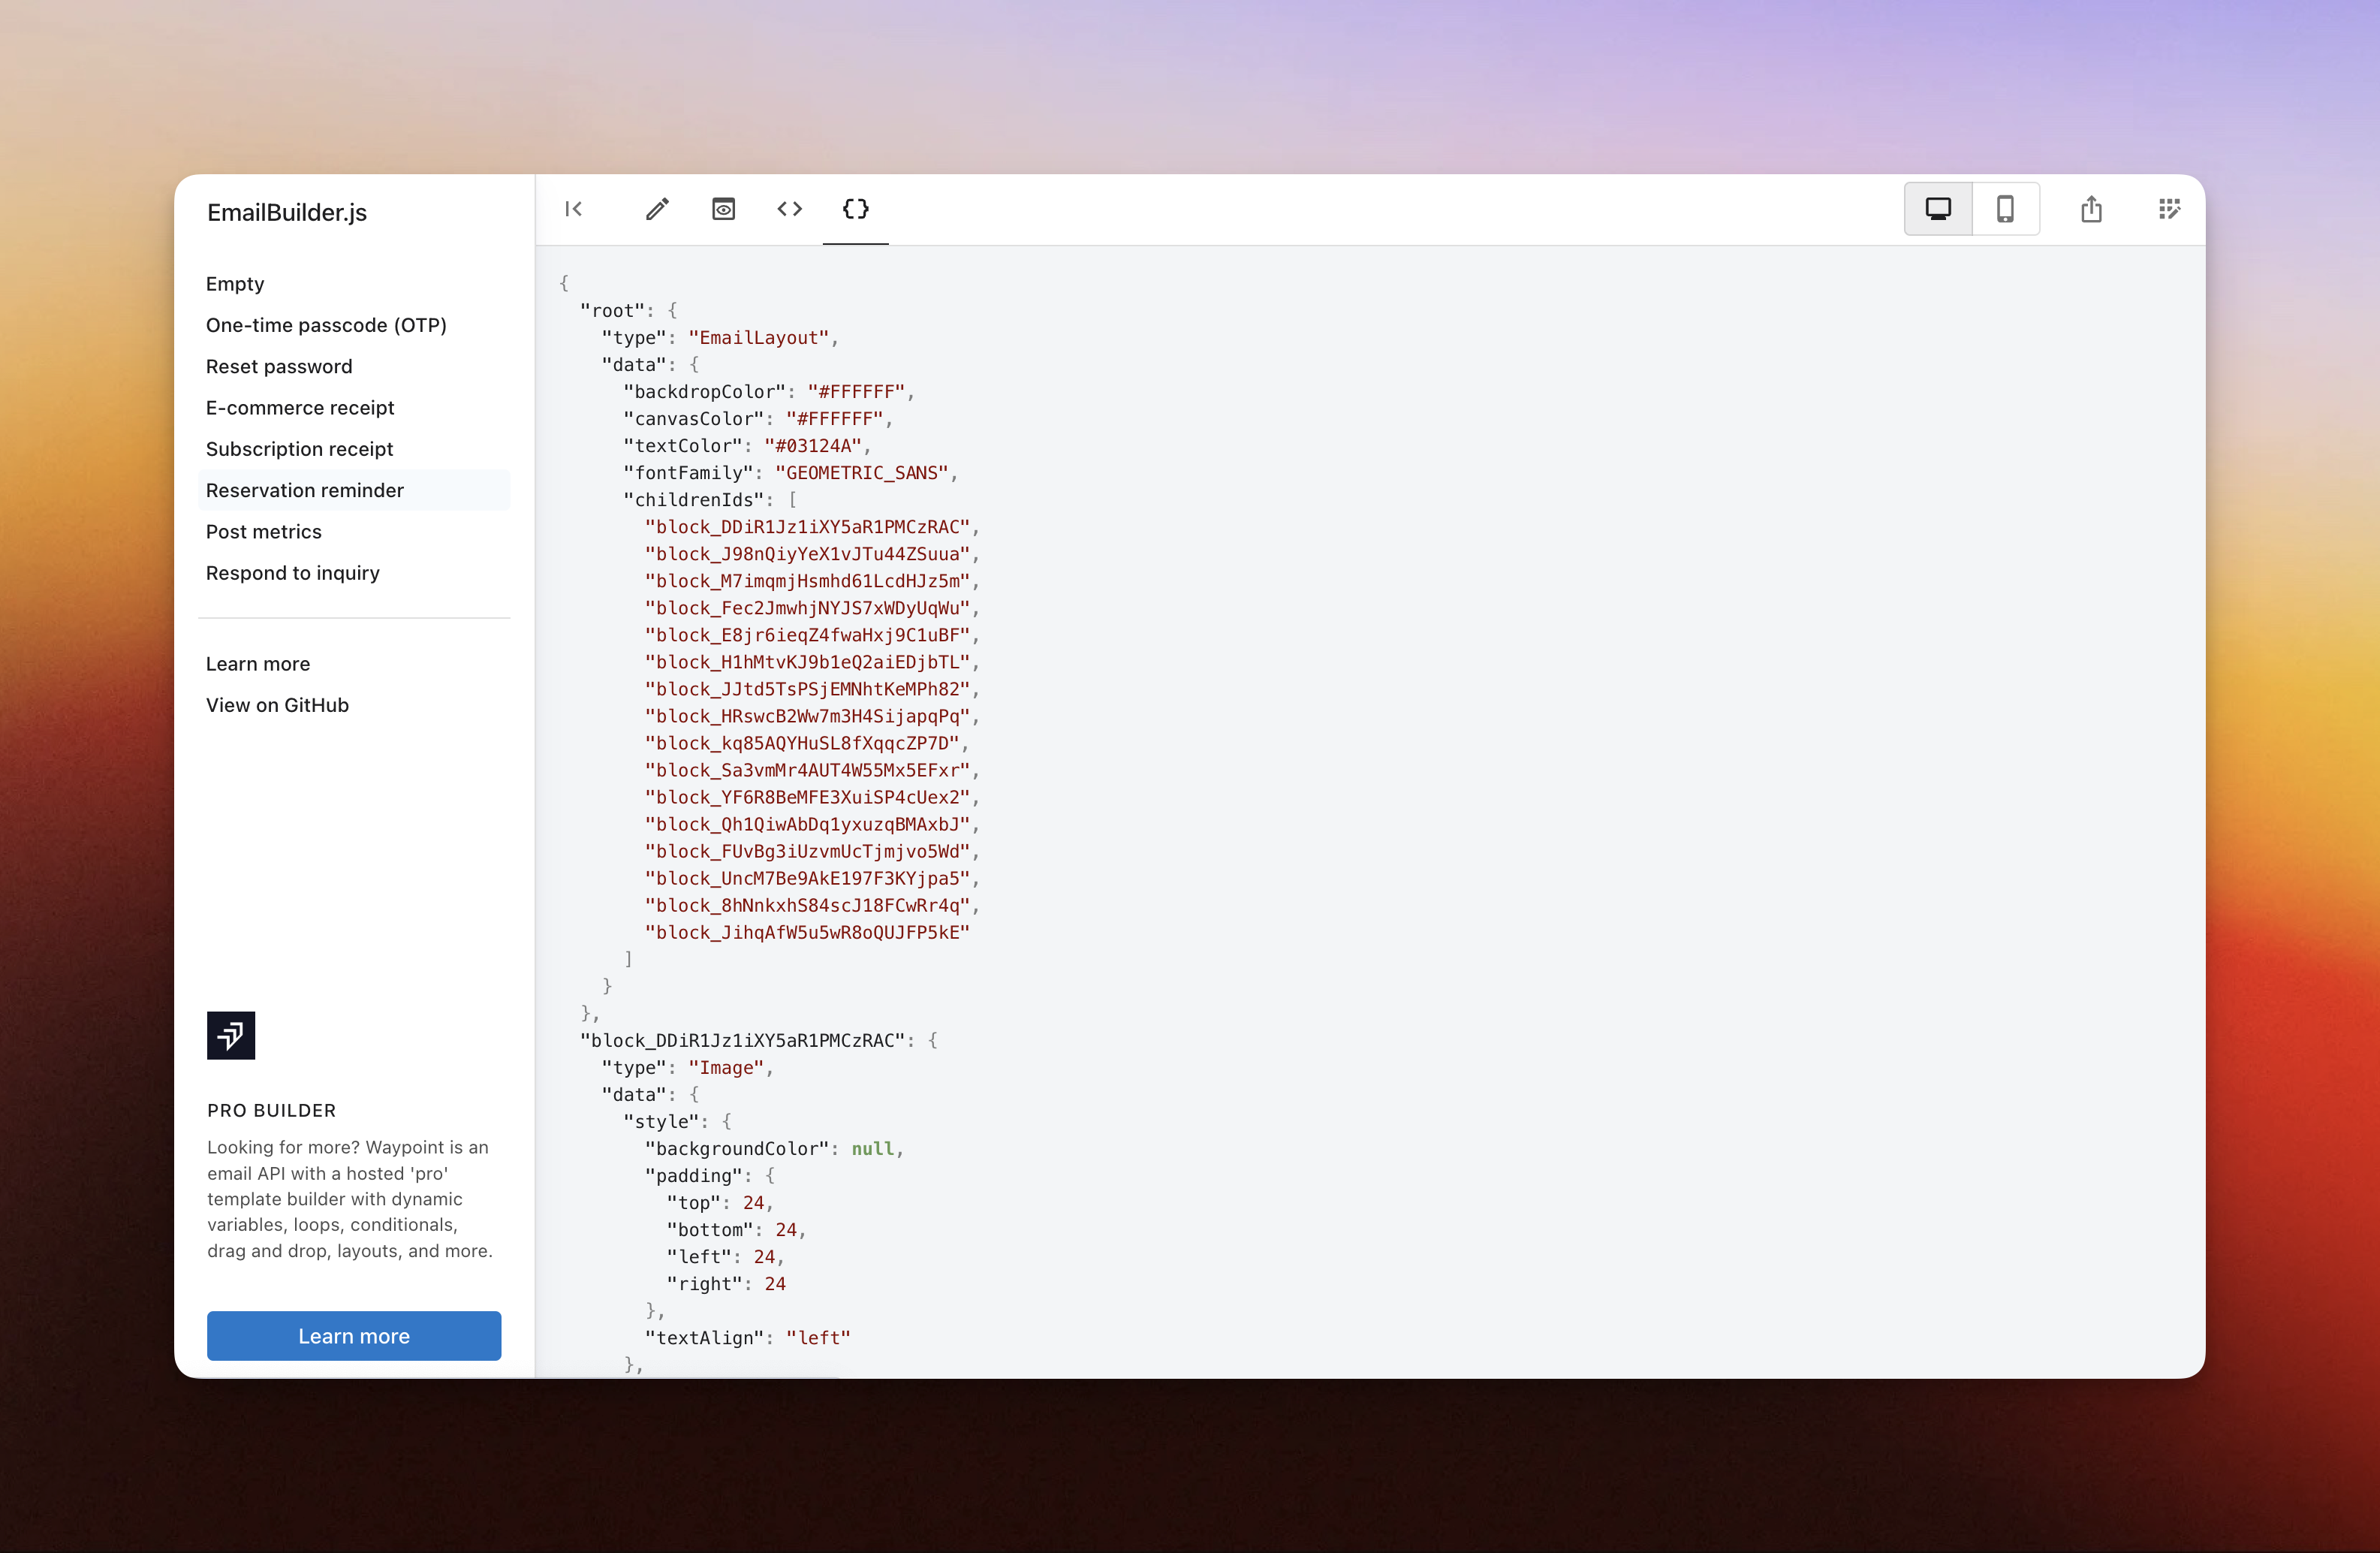 EmailBuilder.js
Empty
One-time passcode (OTP)
Reset password
E-commerce receipt
Subscription receipt
Reservation reminder
Post metrics
Respond to inquiry
Learn more
View on GitHub
PRO BUILDER
Looking for more? Waypoint is an
email API with a hosted 'pro'
template builder with dynamic
variables, loops, conditionals,
drag and drop, layouts, and more.
Learn more
{
"root": {
"type": "EmailLayout",
"data": {
"backdropColor": "#FFFFFF",
"canvasColor": "#FFFFFF",
"textColor": "#03124A",
"fontFamily": "GEOMETRIC_SANS",
"childrenIds": [
"block_DDiR1Jz1iXY5aR1PMCzRAC",
"block_J98nQiyYeX1vJTu44ZSuua",
"block_M7imqmjHsmhd61LcdHJz5m",
"block_Fec2JmwhjNYJS7xWDyUqWu",
"block_E8jr6ieqZ4fwaHxj9C1uBF",
"block_H1hMtvKJ9b1eQ2aiEDjbTL",
"block_JJtd5TsPSjEMNhtKeMPh82",
"block_HRswcB2Ww7m3H4SijapqPq",
"block_kq85AQYHuSL8fXqqcZP7D",
"block_Sa3vmMr4AUT4W55Mx5EFxr",
"block_YF6R8BeMFE3XuiSP4cUex2",
"block_Qh1QiwAbDq1yxuzqBMAxbJ",
"block_FUvBg3iUzvmUcTjmjvo5Wd",
"block_UncM7Be9AkE197F3KYjpa5",
"block_8hNnkxhS84scJ18FCwRr4q",
"block_JihqAfW5u5wR8oQUJFP5kE"
]
}
},
"block_DDiR1Jz1iXY5aR1PMCzRAC": {
"type": "Image",
"data": {
"style": {
"backgroundColor": null,
"padding": {
"top": 24,
"bottom": 24,
"left": 24,
"right": 24
},
"textAlign": "left"
},